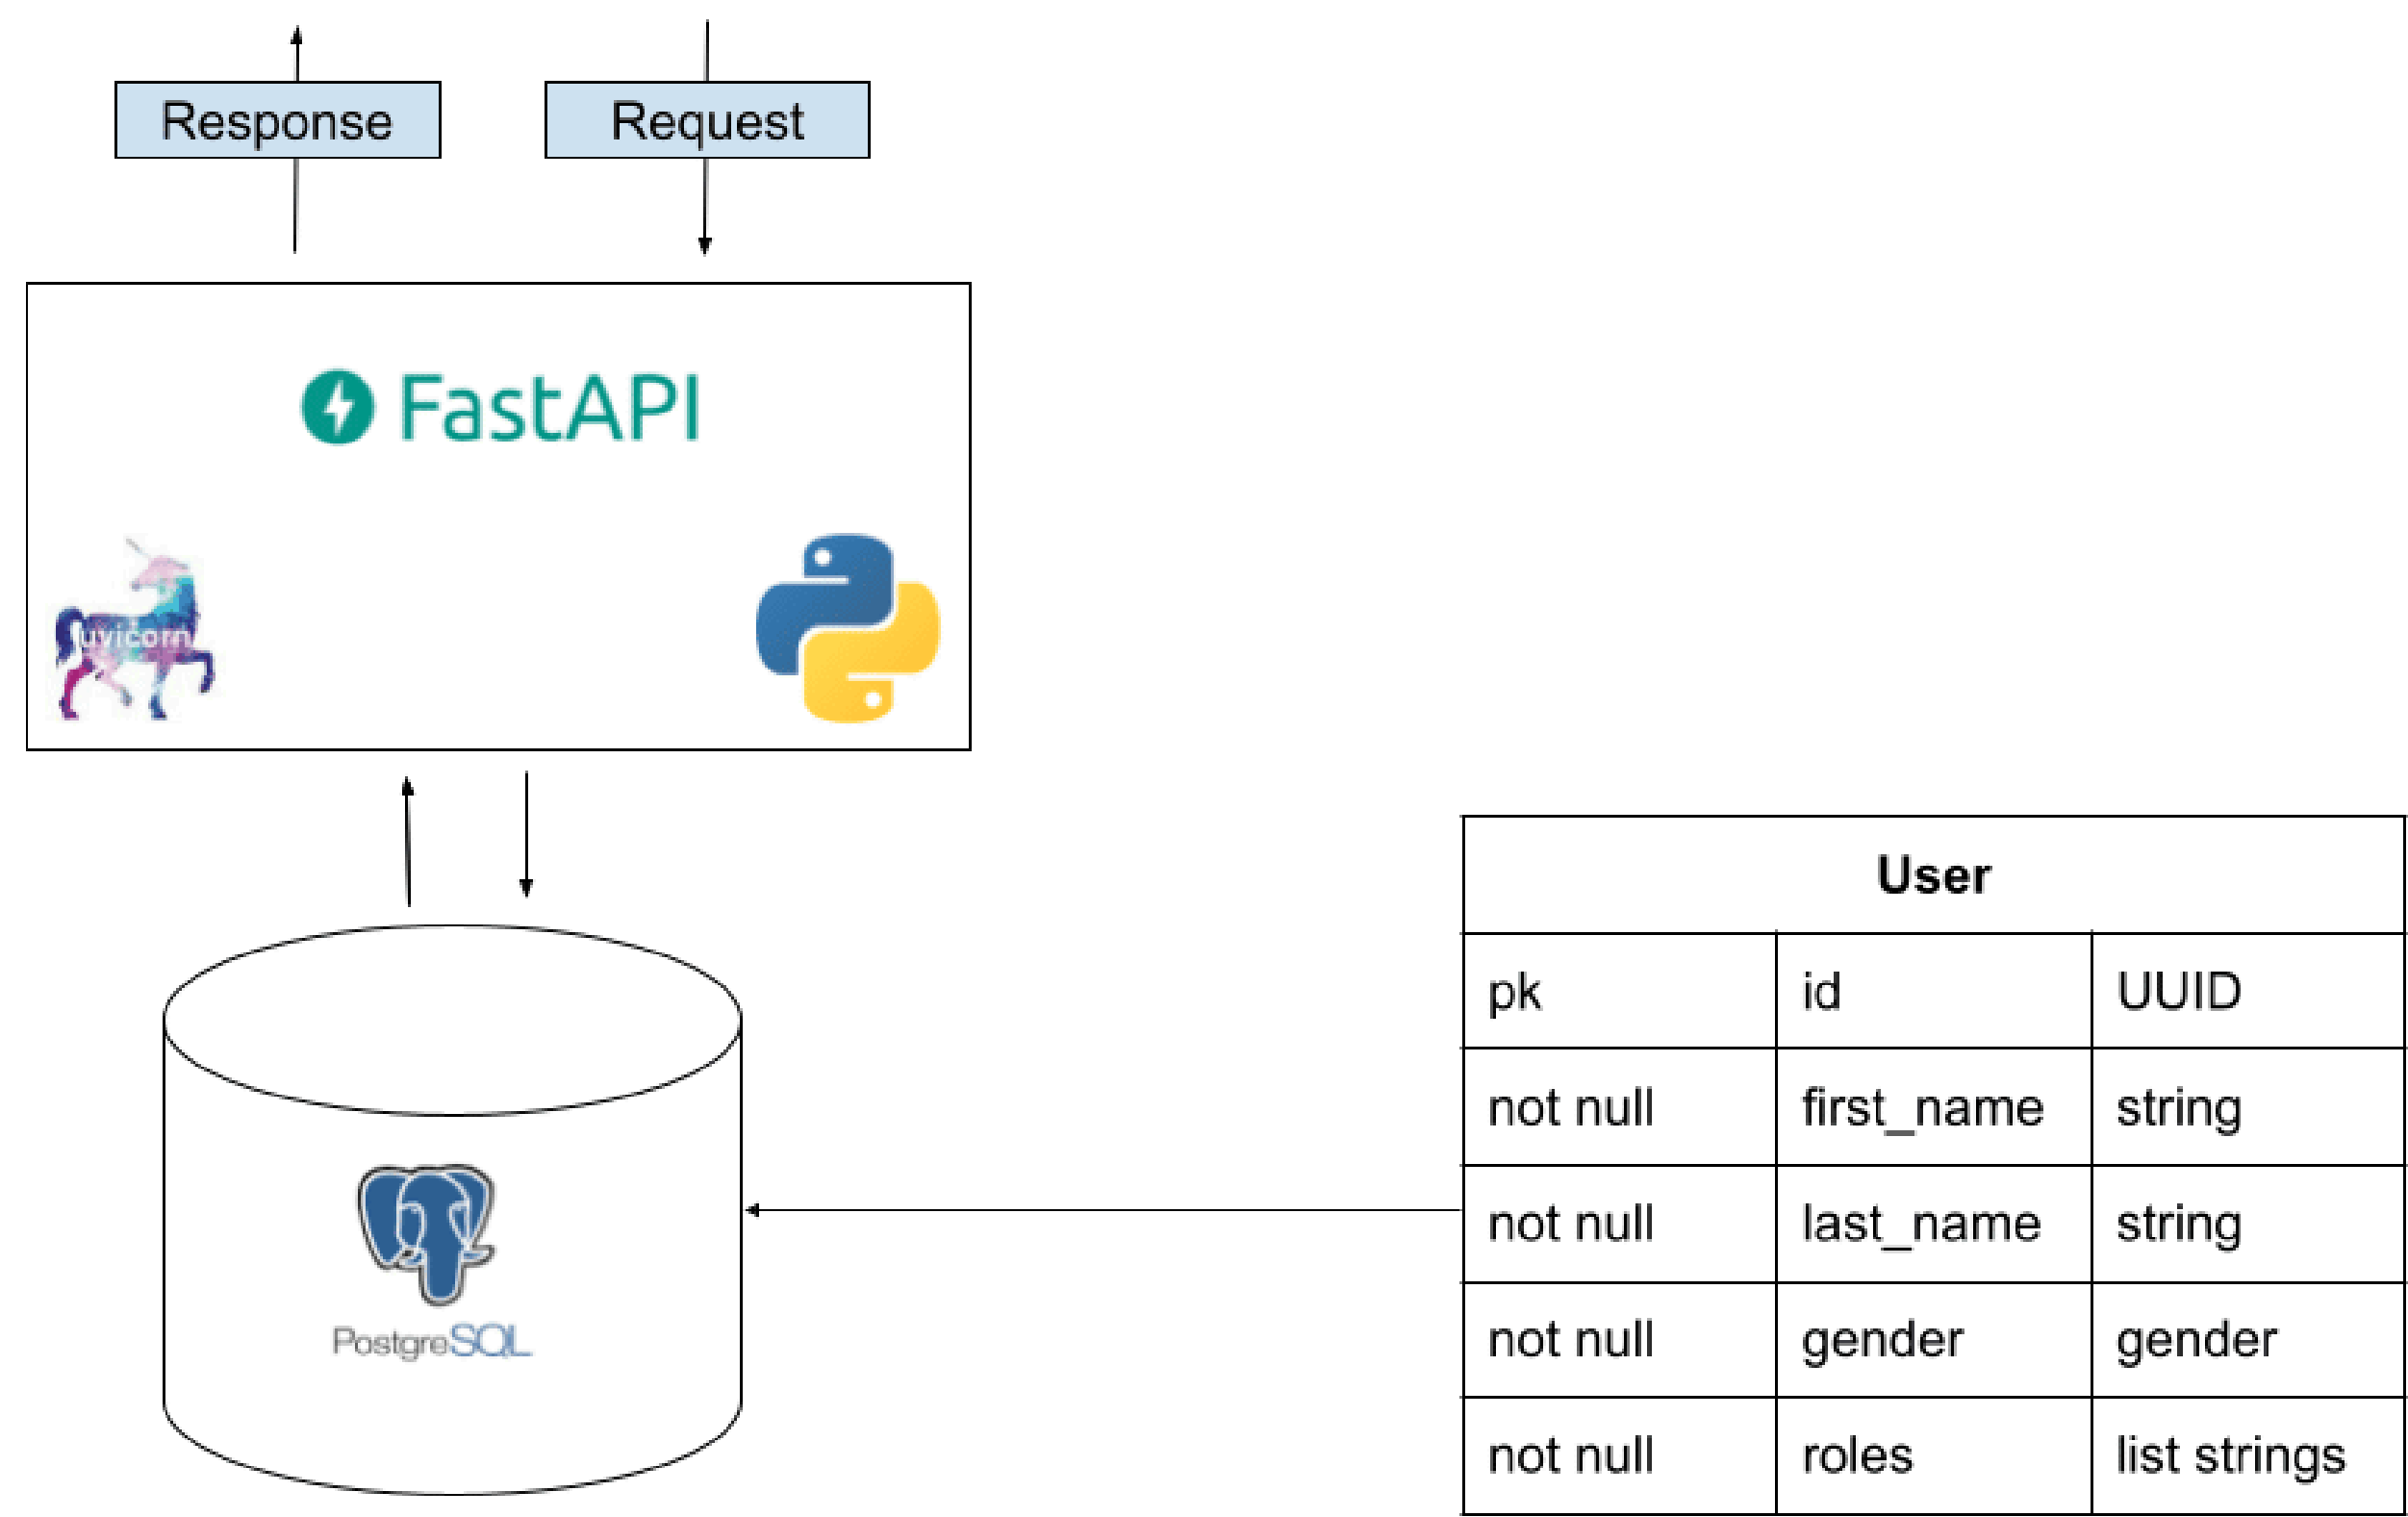 Response
Request
FastAPI
uvicorn
PostgreSQL
User
pk id UUID
not null first_name string
not null last_name string
not null gender gender
not null roles list strings